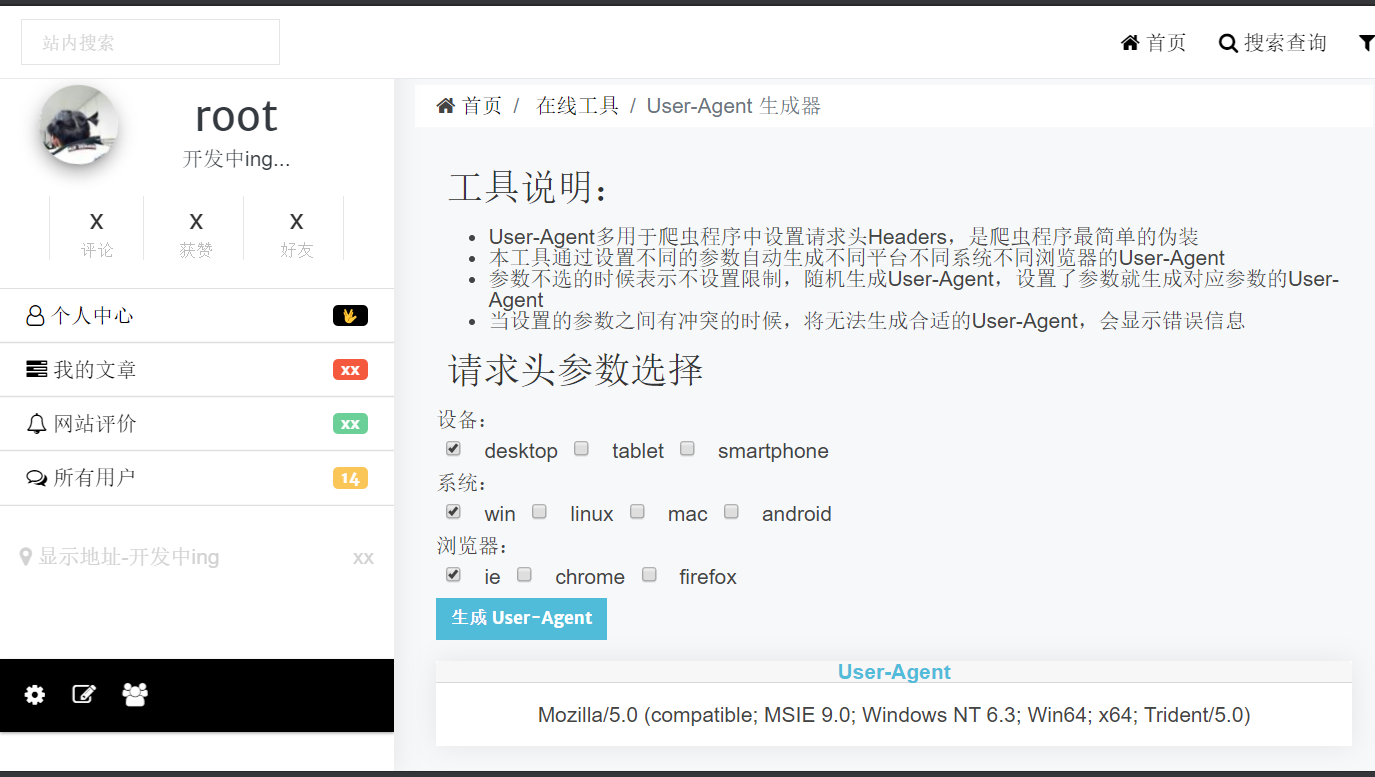 站内搜索
首页 搜索查询
root
开发中ing...
x x x
评论 获赞 好友
个人中心
我的文章 xx
网站评价 xx
所有用户 14
显示地址-开发中ing xx
首页 / 在线工具 / User-Agent 生成器
工具说明：
User-Agent多用于爬虫程序中设置请求头Headers，是爬虫程序最简单的伪装
本工具通过设置不同的参数自动生成不同平台不同系统不同浏览器的User-Agent
参数不选的时候表示不设置限制，随机生成User-Agent，设置了参数就生成对应参数的User-
Agent
当设置的参数之间有冲突的时候，将无法生成合适的User-Agent，会显示错误信息
请求头参数选择
设备：
desktop tablet smartphone
系统：
win linux mac android
浏览器：
ie chrome firefox
生成 User-Agent
User-Agent
Mozilla/5.0 (compatible; MSIE 9.0; Windows NT 6.3; Win64; x64; Trident/5.0)